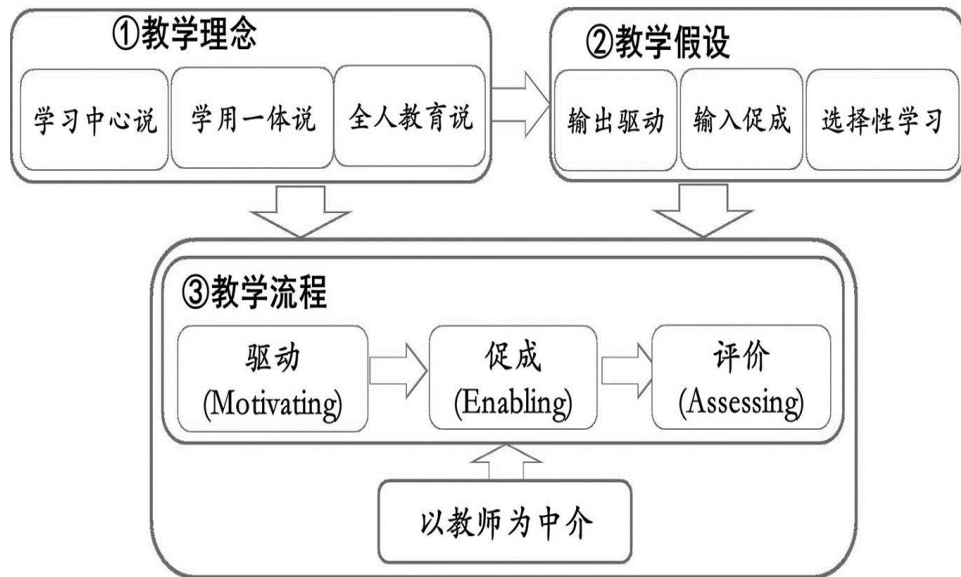 ①教学理念
学习中心说
学用一体说
全人教育说
②教学假设
输出驱动
输入促成
选择性学习
③教学流程
驱动
(Motivating)
促成
(Enabling)
评价
(Assessing)
以教师为中介